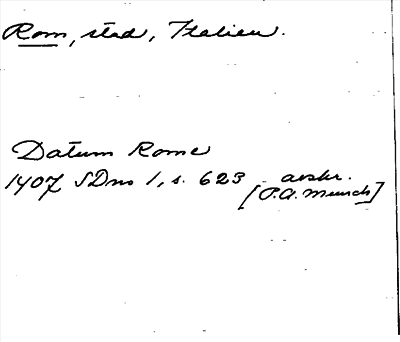 Rom, stad, Italien.
Datum Rome
1407 SDns 1, s. 623 avskr.
[P.A. Munch]